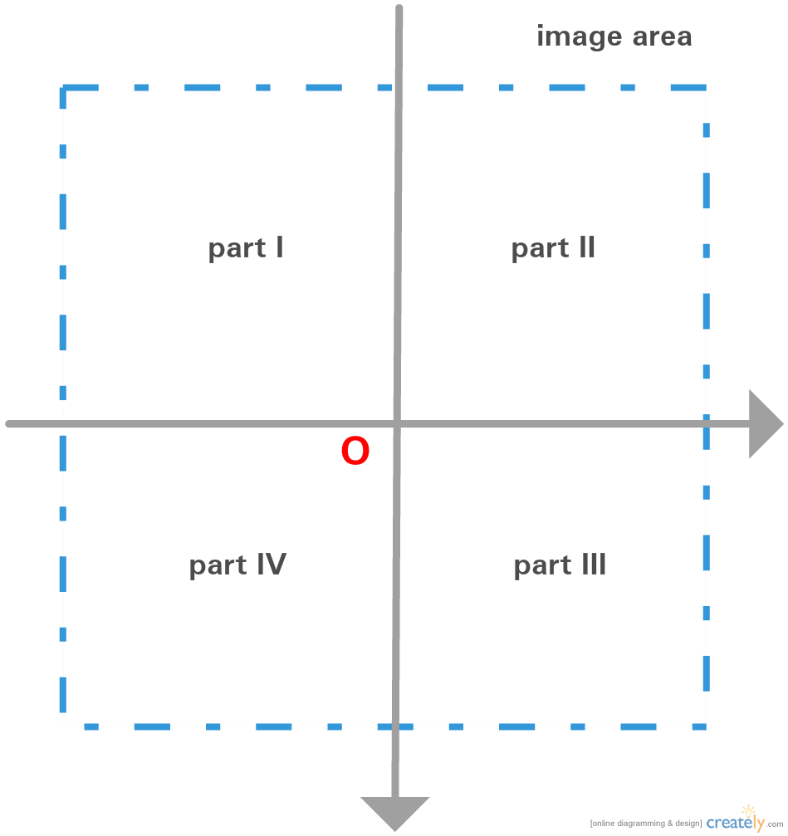 image area
part I
part II
O
part IV
part III
[online diagramming & design] creately.com